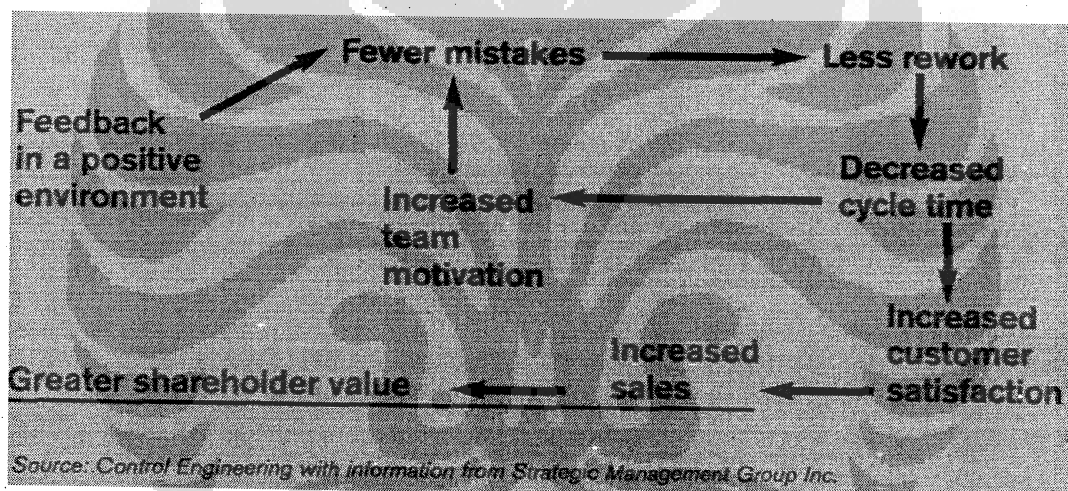 Fewer mistakes
Less rework
Feedback
in a positive
environment
Decreased
cycle time
Increased
team
motivation
Increased
customer
satisfaction
Increased
sales
Greater shareholder value
Source: Control Engineering with information from Strategic Management Group Inc.